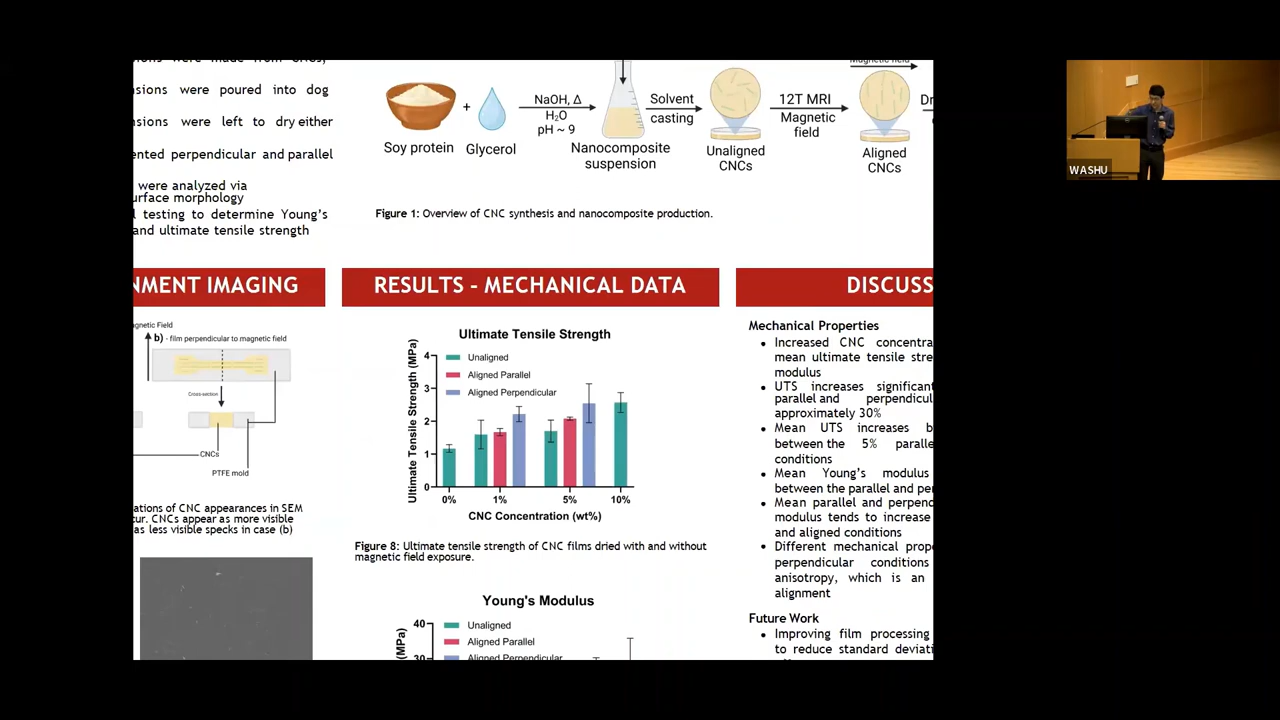 nsions were poured into dog
nsions were left to dry either
ented perpendicular and parallel
were analyzed via
urface morphology
l testing to determine Young's
and ultimate tensile strength
Magnetic field
+
NaOH, Δ
H₂O
pH ~ 9
Solvent
casting
12T MRI
Magnetic
field
Soy protein
Glycerol
Nanocomposite
suspension
Unaligned
CNCs
Aligned
CNCs
Figure 1: Overview of CNC synthesis and nanocomposite production.
WASHU
NMENT IMAGING
agnetic Field
b) - film perpendicular to magnetic field
Cross-section
CNCs
PTFE mold
ations of CNC appearances in SEM
cur. CNCs appear as more visible
as less visible specks in case (b)
RESULTS - MECHANICAL DATA
Ultimate Tensile Strength
Ultimate Tensile Strength (MPa)
4
3
2
1
0
Unaligned
Aligned Parallel
Aligned Perpendicular
0% 1% 5% 10%
CNC Concentration (wt%)
Figure 8: Ultimate tensile strength of CNC films dried with and without
magnetic field exposure.
Young's Modulus
40
30
(MPa)
Unaligned
Aligned Parallel
Aligned Perpendicular
DISCUSS
Mechanical Properties
• Increased CNC concentra
mean ultimate tensile stre
modulus
• UTS increases significant
parallel and perpendicul
approximately 30%
• Mean UTS increases b
between the 5% paralle
conditions
• Mean Young's modulus
between the parallel and per
• Mean parallel and perpend
modulus tends to increase
and aligned conditions
• Different mechanical prope
perpendicular conditions
anisotropy, which is an
alignment
Future Work
• Improving film processing
to reduce standard deviati